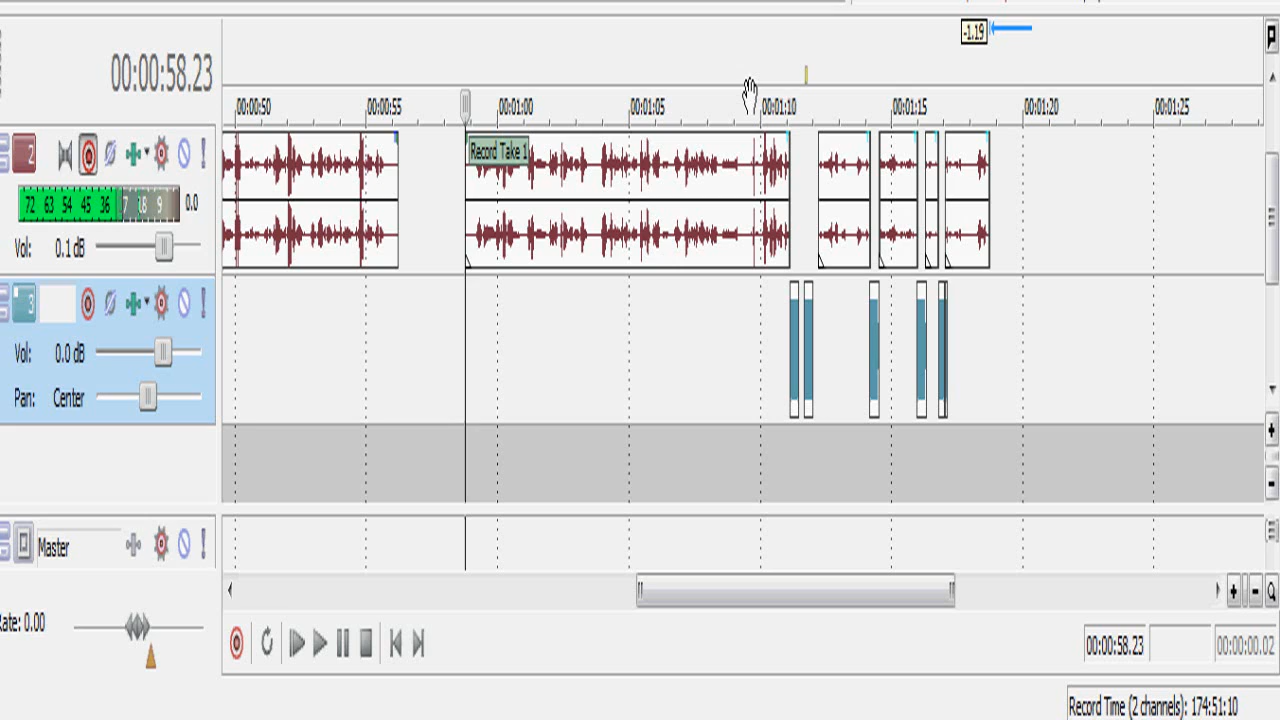 -1.19
00:00:58.23
00:00:50 00:00:55 00:01:00 00:01:05 00:01:10 00:01:15 00:01:20 00:01:25
2
Record Take 1
72 63 54 45 36 18 9 0.0
Vol: 0.1 dB
3
Vol: 0.0 dB
Pan: Center
Master
Rate: 0.00
00:00:58.23 00:00:00.02
Record Time (2 channels): 174:51:10